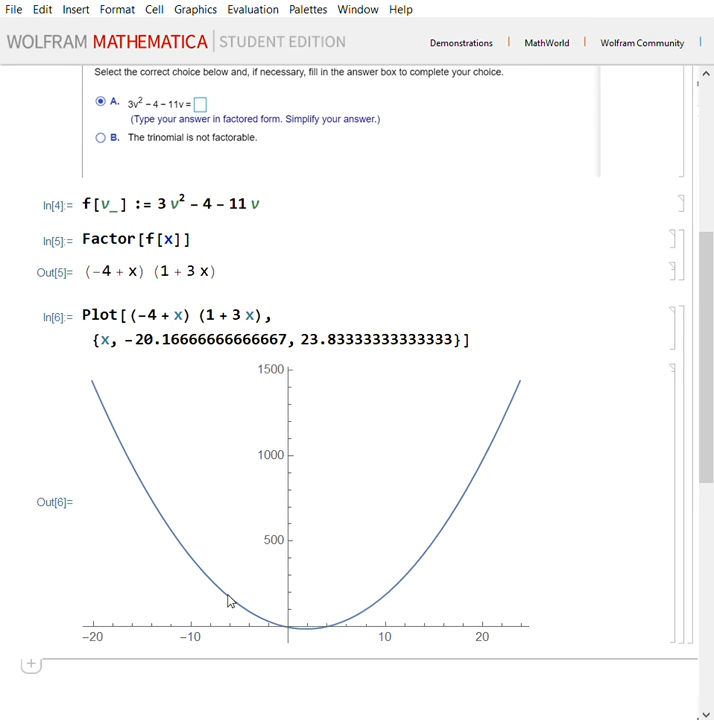 File Edit Insert Format Cell Graphics Evaluation Palettes Window Help
WOLFRAM MATHEMATICA | STUDENT EDITION Demonstrations | MathWorld | Wolfram Community |
Select the correct choice below and, if necessary, fill in the answer box to complete your choice.
A. 3v² − 4 − 11v =
(Type your answer in factored form. Simplify your answer.)
B. The trinomial is not factorable.
In[4]:= f[v_] := 3 v² − 4 − 11 v
In[5]:= Factor[f[x]]
Out[5]= (−4 + x) (1 + 3 x)
In[6]:= Plot[(−4 + x) (1 + 3 x),
{x, −20.16666666666667, 23.83333333333333}]
1500
1000
Out[6]=
500
−20 −10 10 20